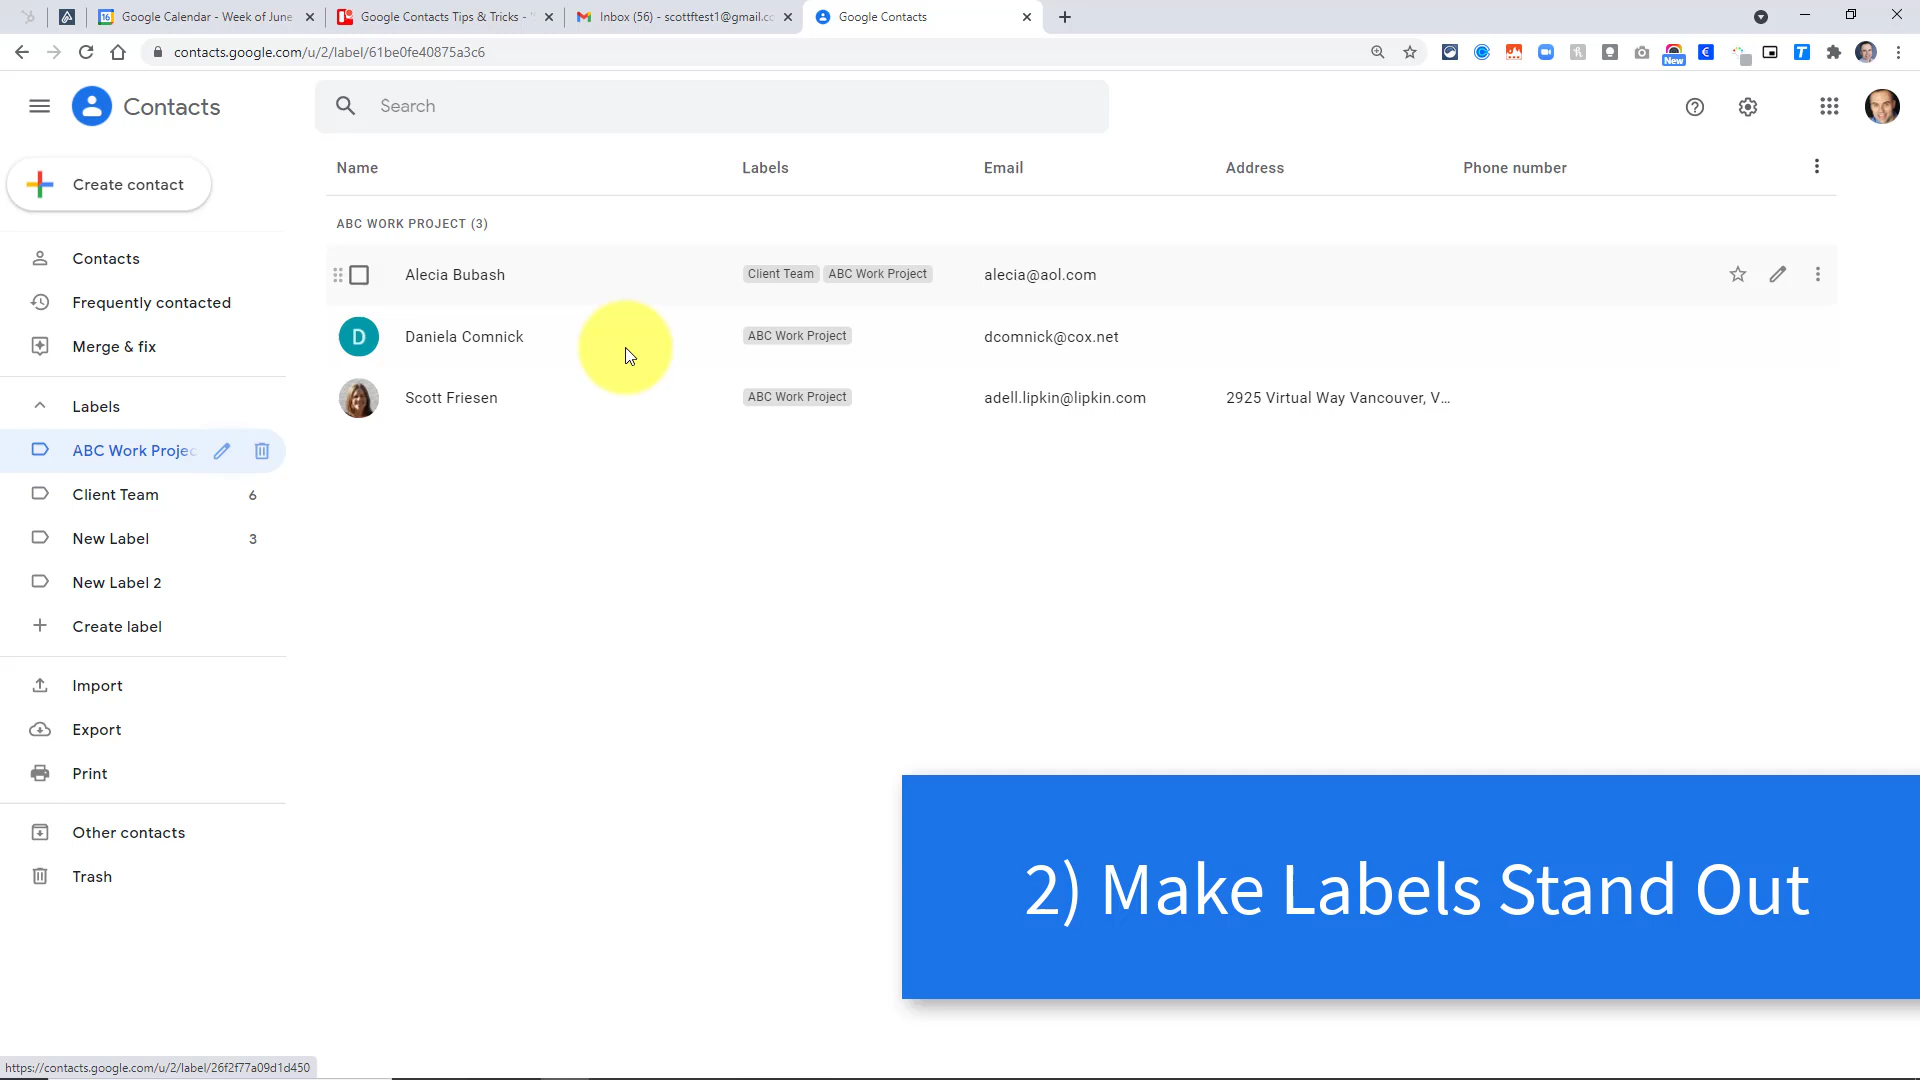 Google Calendar - Week of June
Google Contacts Tips & Tricks -
Inbox (56) - scottftest1@gmail.co
Google Contacts
contacts.google.com/u/2/label/61be0fe40875a3c6
New
Contacts
Search
Create contact
Name
Labels
Email
Address
Phone number
ABC WORK PROJECT (3)
Alecia Bubash
Client Team
ABC Work Project
alecia@aol.com
D
Daniela Comnick
ABC Work Project
dcomnick@cox.net
Scott Friesen
ABC Work Project
adell.lipkin@lipkin.com
2925 Virtual Way Vancouver, V...
Contacts
Frequently contacted
Merge & fix
Labels
ABC Work Projec
Client Team 6
New Label 3
New Label 2
Create label
Import
Export
Print
Other contacts
Trash
2) Make Labels Stand Out
https://contacts.google.com/u/2/label/26f2f77a09d1d450